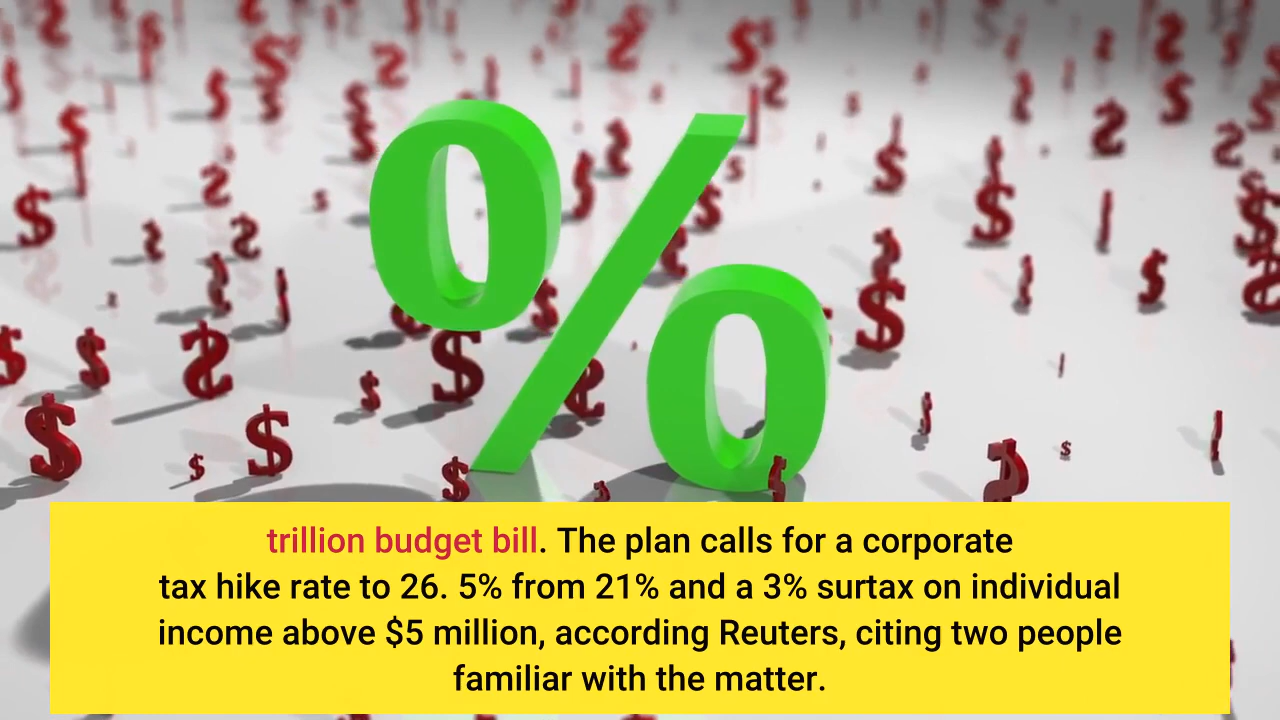 %
trillion budget bill. The plan calls for a corporate
tax hike rate to 26. 5% from 21% and a 3% surtax on individual
income above $5 million, according Reuters, citing two people
familiar with the matter.